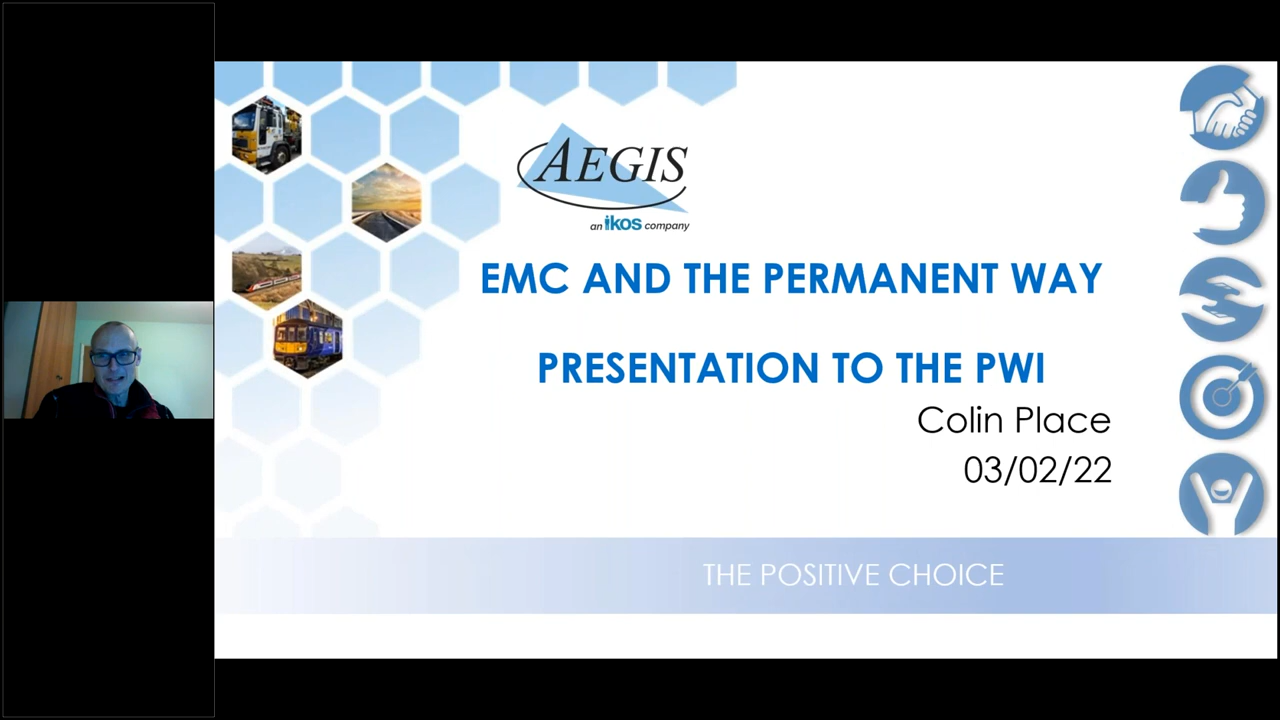 AEGIS
an ikos company
EMC AND THE PERMANENT WAY
PRESENTATION TO THE PWI
Colin Place
03/02/22
THE POSITIVE CHOICE